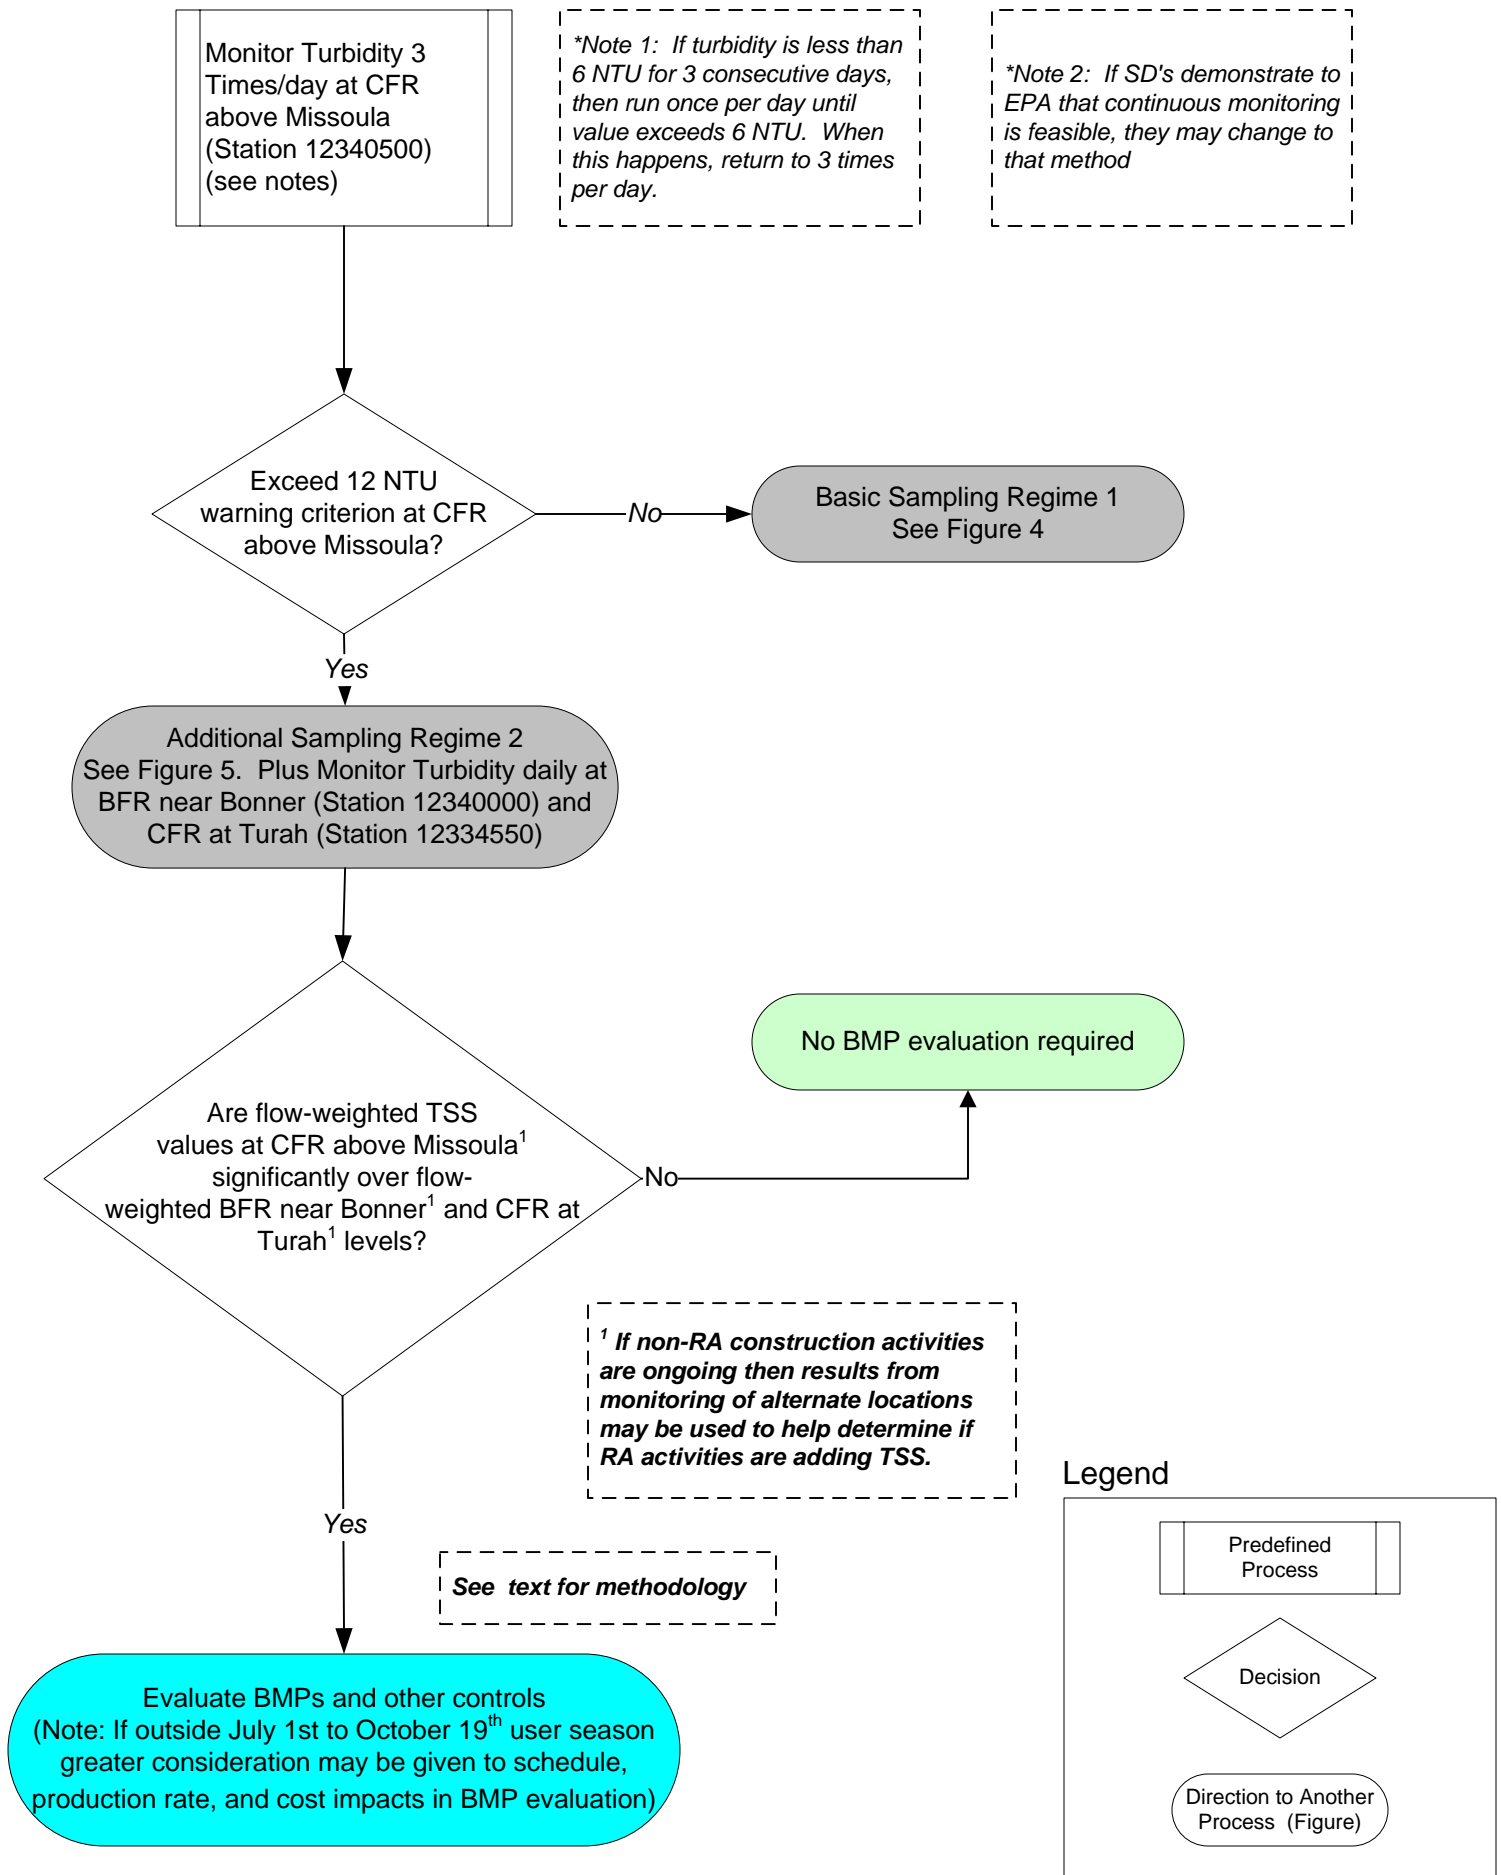 Monitor Turbidity 3
Times/day at CFR
above Missoula
(Station 12340500)
(see notes)
*Note 1:  If turbidity is less than
6 NTU for 3 consecutive days,
then run once per day until
value exceeds 6 NTU.  When
this happens, return to 3 times
per day.
*Note 2:  If SD's demonstrate to
EPA that continuous monitoring
is feasible, they may change to
that method
Exceed 12 NTU
warning criterion at CFR
above Missoula?
No
Basic Sampling Regime 1
See Figure 4
Yes
Additional Sampling Regime 2
See Figure 5.  Plus Monitor Turbidity daily at
BFR near Bonner (Station 12340000) and
CFR at Turah (Station 12334550)
No BMP evaluation required
Are flow-weighted TSS
values at CFR above Missoula¹
significantly over flow-
weighted BFR near Bonner¹ and CFR at
Turah¹ levels?
No
¹ If non-RA construction activities
are ongoing then results from
monitoring of alternate locations
may be used to help determine if
RA activities are adding TSS.
Yes
See  text for methodology
Evaluate BMPs and other controls
(Note: If outside July 1st to October 19th user season
greater consideration may be given to schedule,
production rate, and cost impacts in BMP evaluation)
Legend
Predefined
Process
Decision
Direction to Another
Process  (Figure)